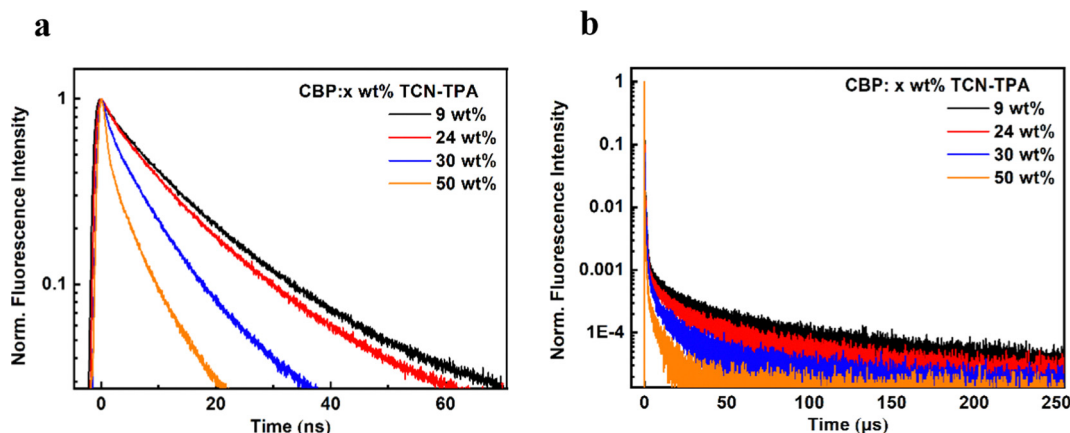 a
CBP:x wt% TCN-TPA
9 wt%
24 wt%
30 wt%
50 wt%
1
0.1
Norm. Fluorescence Intensity
0
20
40
60
Time (ns)
b
CBP: x wt% TCN-TPA
9 wt%
24 wt%
30 wt%
50 wt%
1
0.1
0.01
0.001
1E-4
Norm. Fluorescence Intensity
0
50
100
150
200
250
Time (µs)